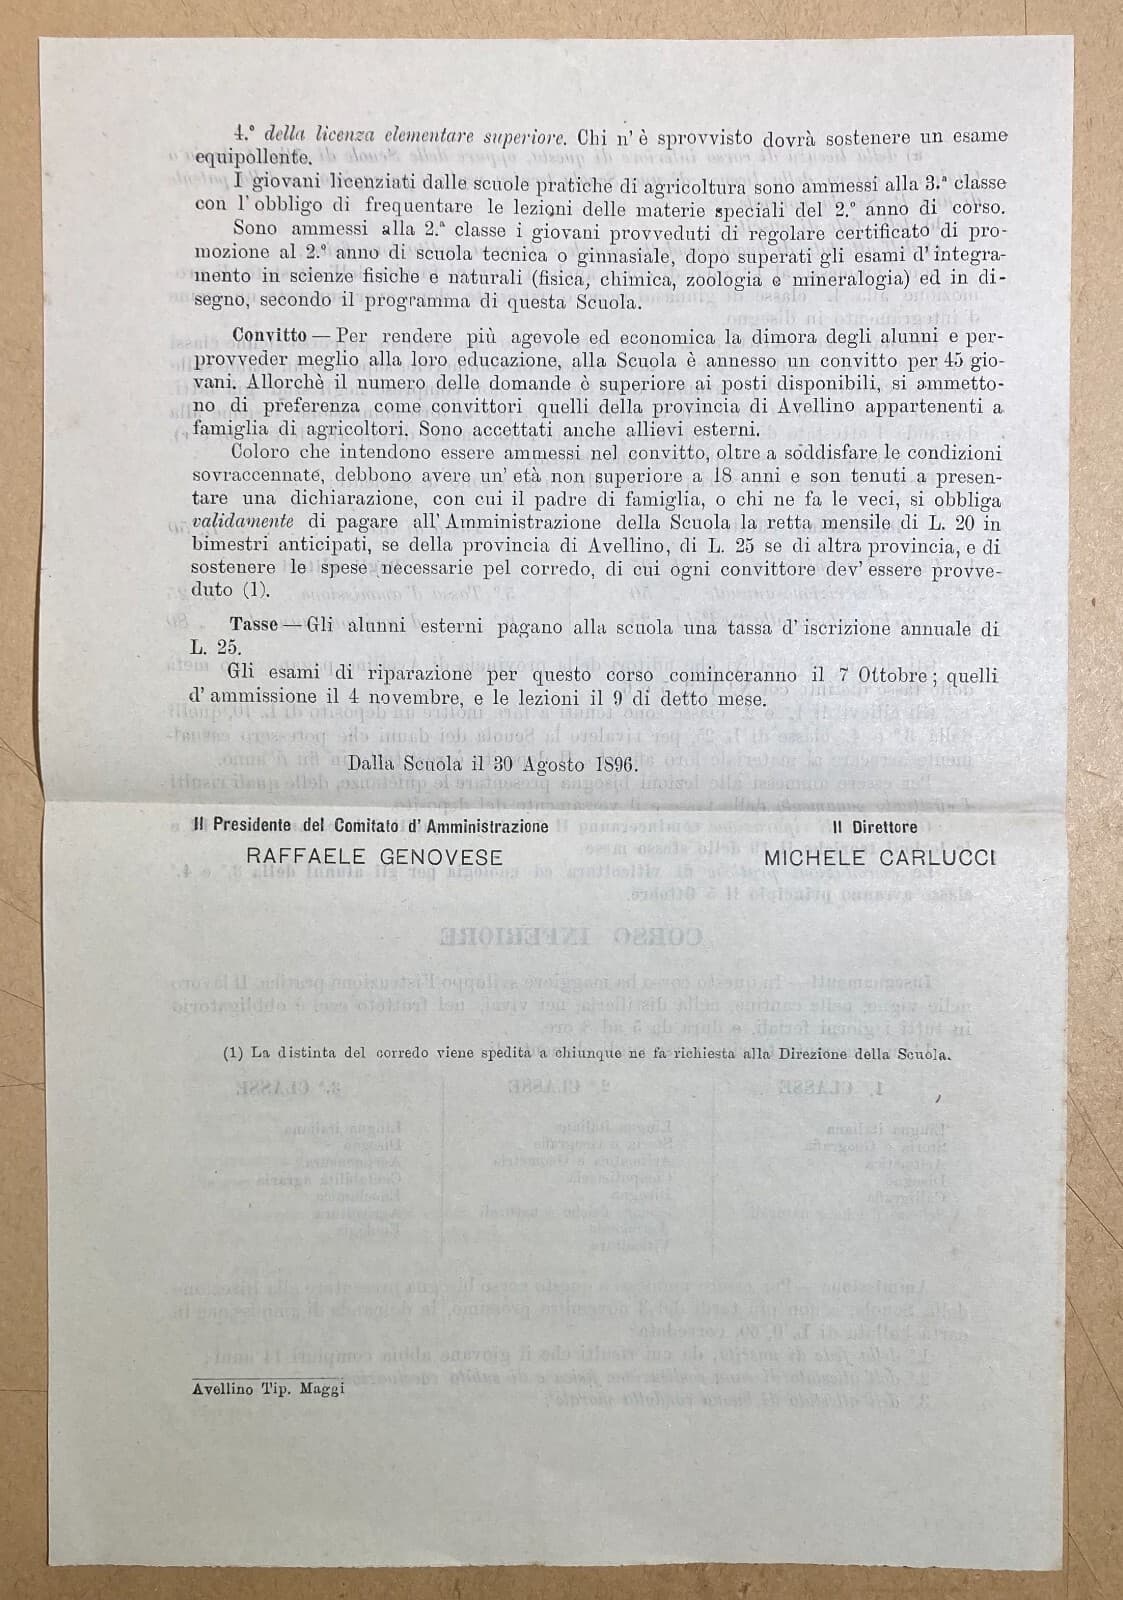 4.° della licenza elementare superiore. Chi n' è sprovvisto dovrà sostenere un esame
equipollente.
I giovani licenziati dalle scuole pratiche di agricoltura sono ammessi alla 3.ª classe
con l' obbligo di frequentare le lezioni delle materie speciali del 2.° anno di corso.
Sono ammessi alla 2.ª classe i giovani provveduti di regolare certificato di pro-
mozione al 2.° anno di scuola tecnica o ginnasiale, dopo superati gli esami d' integra-
mento in scienze fisiche e naturali (fisica, chimica, zoologia e mineralogia) ed in di-
segno, secondo il programma di questa Scuola.
Convitto — Per rendere più agevole ed economica la dimora degli alunni e per-
provveder meglio alla loro educazione, alla Scuola è annesso un convitto per 45 gio-
vani. Allorchè il numero delle domande è superiore ai posti disponibili, si ammetto-
no di preferenza come convittori quelli della provincia di Avellino appartenenti a
famiglia di agricoltori. Sono accettati anche allievi esterni.
Coloro che intendono essere ammessi nel convitto, oltre a soddisfare le condizioni
sovraccennate, debbono avere un' età non superiore a 18 anni e son tenuti a presen-
tare una dichiarazione, con cui il padre di famiglia, o chi ne fa le veci, si obbliga
validamente di pagare all' Amministrazione della Scuola la retta mensile di L. 20 in
bimestri anticipati, se della provincia di Avellino, di L. 25 se di altra provincia, e di
sostenere le spese necessarie pel corredo, di cui ogni convittore dev' essere provve-
duto (1).
Tasse — Gli alunni esterni pagano alla scuola una tassa d' iscrizione annuale di
L. 25.
Gli esami di riparazione per questo corso cominceranno il 7 Ottobre ; quelli
d' ammissione il 4 novembre, e le lezioni il 9 di detto mese.
Dalla Scuola il 30 Agosto 1896.
Il Presidente del Comitato d' Amministrazione
RAFFAELE GENOVESE
Il Direttore
MICHELE CARLUCCI
(1) La distinta del corredo viene spedita a chiunque ne fa richiesta alla Direzione della Scuola.
Avellino Tip. Maggi